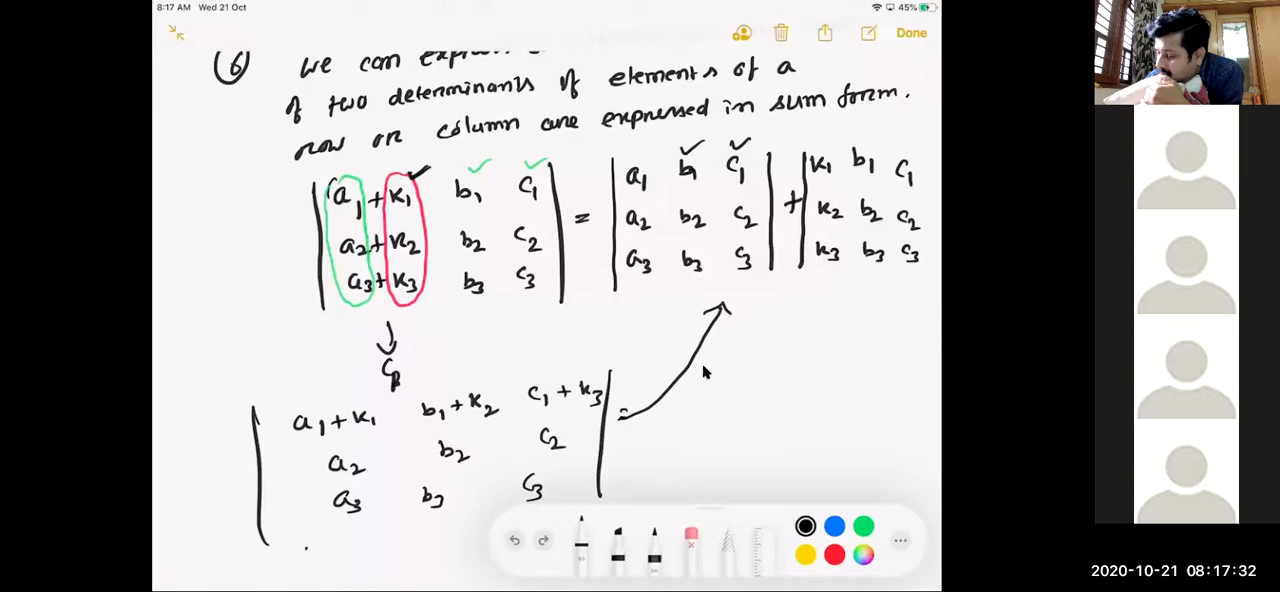 8:17 AM Wed 21 Oct
45%
Done
6 we can
of two determinants of elements of a
row or column are expressed in sum form.
| a1 + k1 b1 c1 | = | a1 b1 c1 | + | k1 b1 c1
| a2 + k2 b2 c2 | | a2 b2 c2 | | k2 b2 c2
| a3 + k3 b3 c3 | | a3 b3 c3 | | k3 b3 c3
| a1 + k1 b1 + k2 c1 + k3 | =
| a2 b2 c2 |
| a3 b3 c3 |
2020-10-21 08:17:32